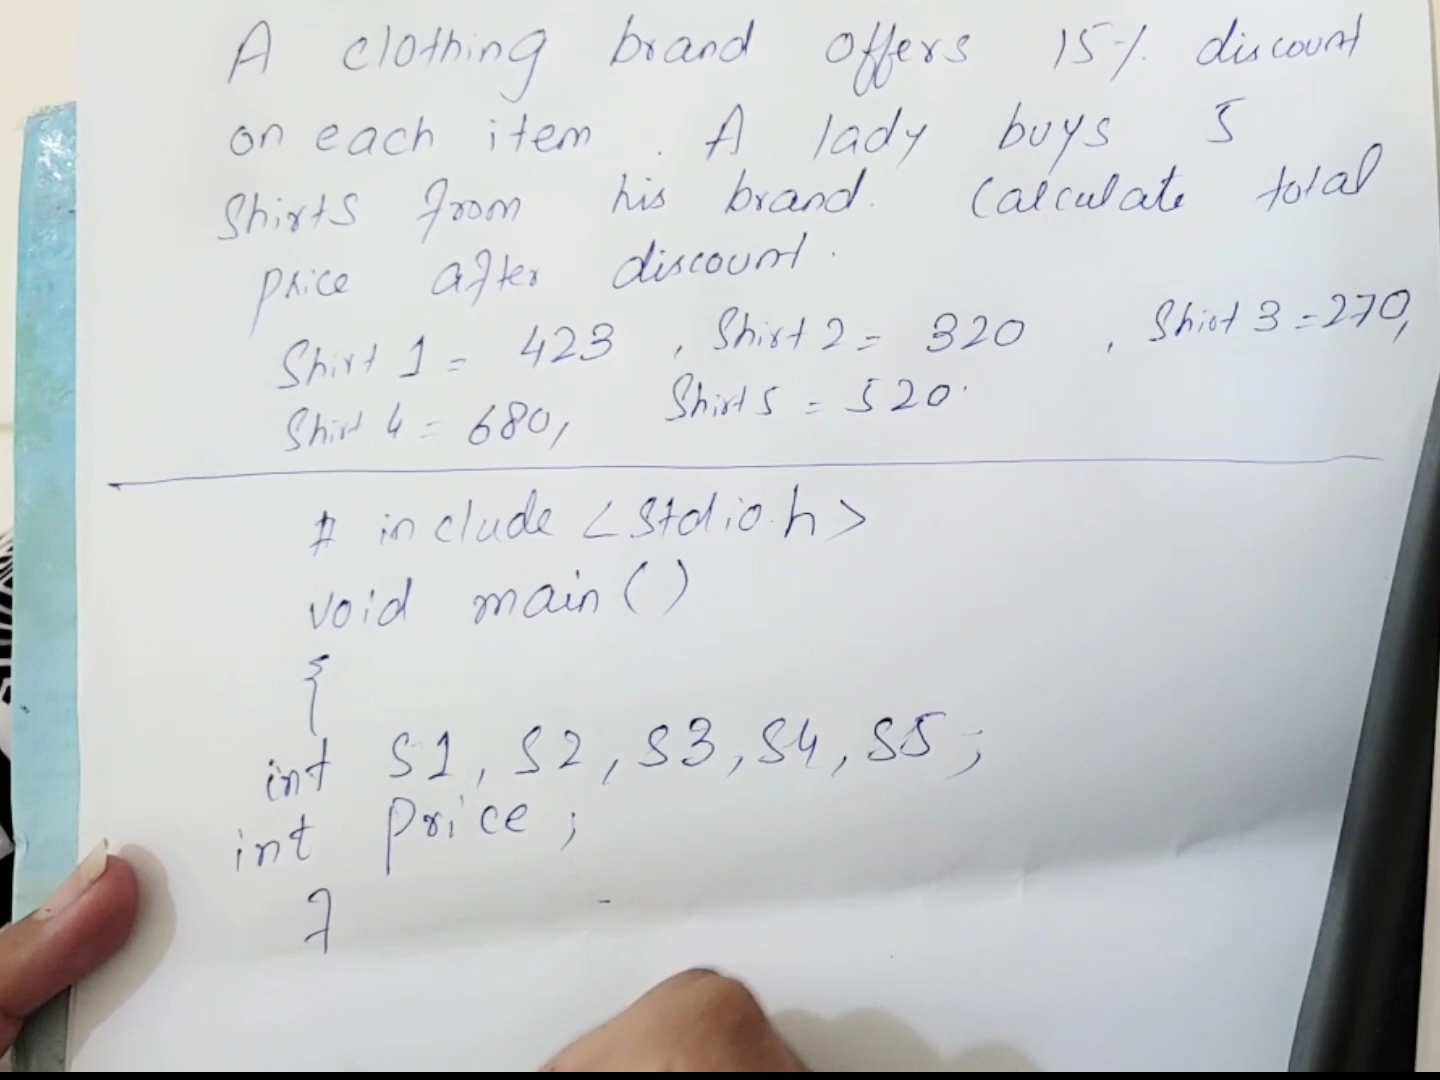 A clothing brand offers 15% discount
on each item . A lady buys 5
Shirts from his brand. Calculate total
price after discount.
Shirt 1 = 423 , Shirt 2 = 320 , Shirt 3 = 270,
Shirt 4 = 680, Shirt 5 = 520.
# include <stdio.h>
void main ()
{
int S1, S2, S3, S4, S5;
int price ;
}